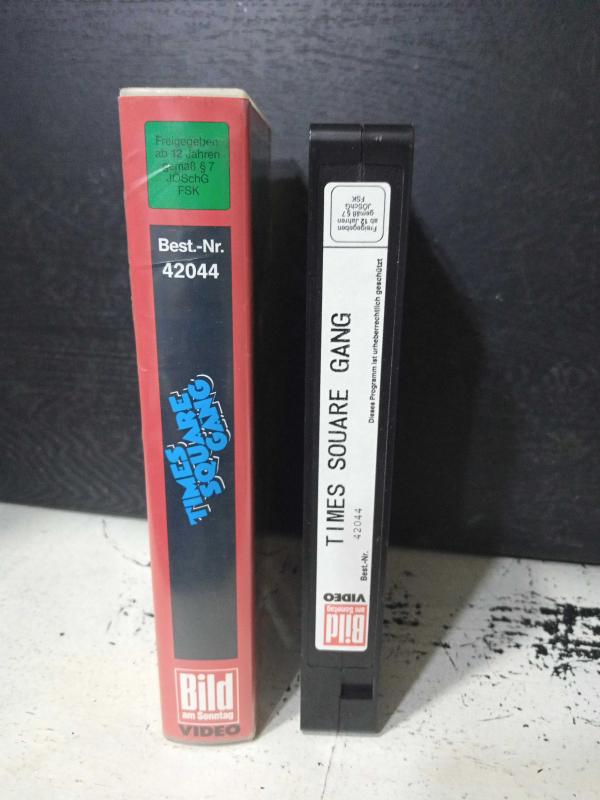 Freigegeben
ab 12 Jahren
gemäß § 7
JÖSchG
FSK
Best.-Nr.
42044
TIMES
SQUARE
GANG
Bild
am Sonntag
VIDEO
Freigegeben
ab 12 Jahren
gemäß § 7
JÖSchG
FSK
TIMES SQUARE GANG
Dieses Programm ist urheberrechtlich geschützt
Best.-Nr. 42044
Bild
am Sonntag
VIDEO